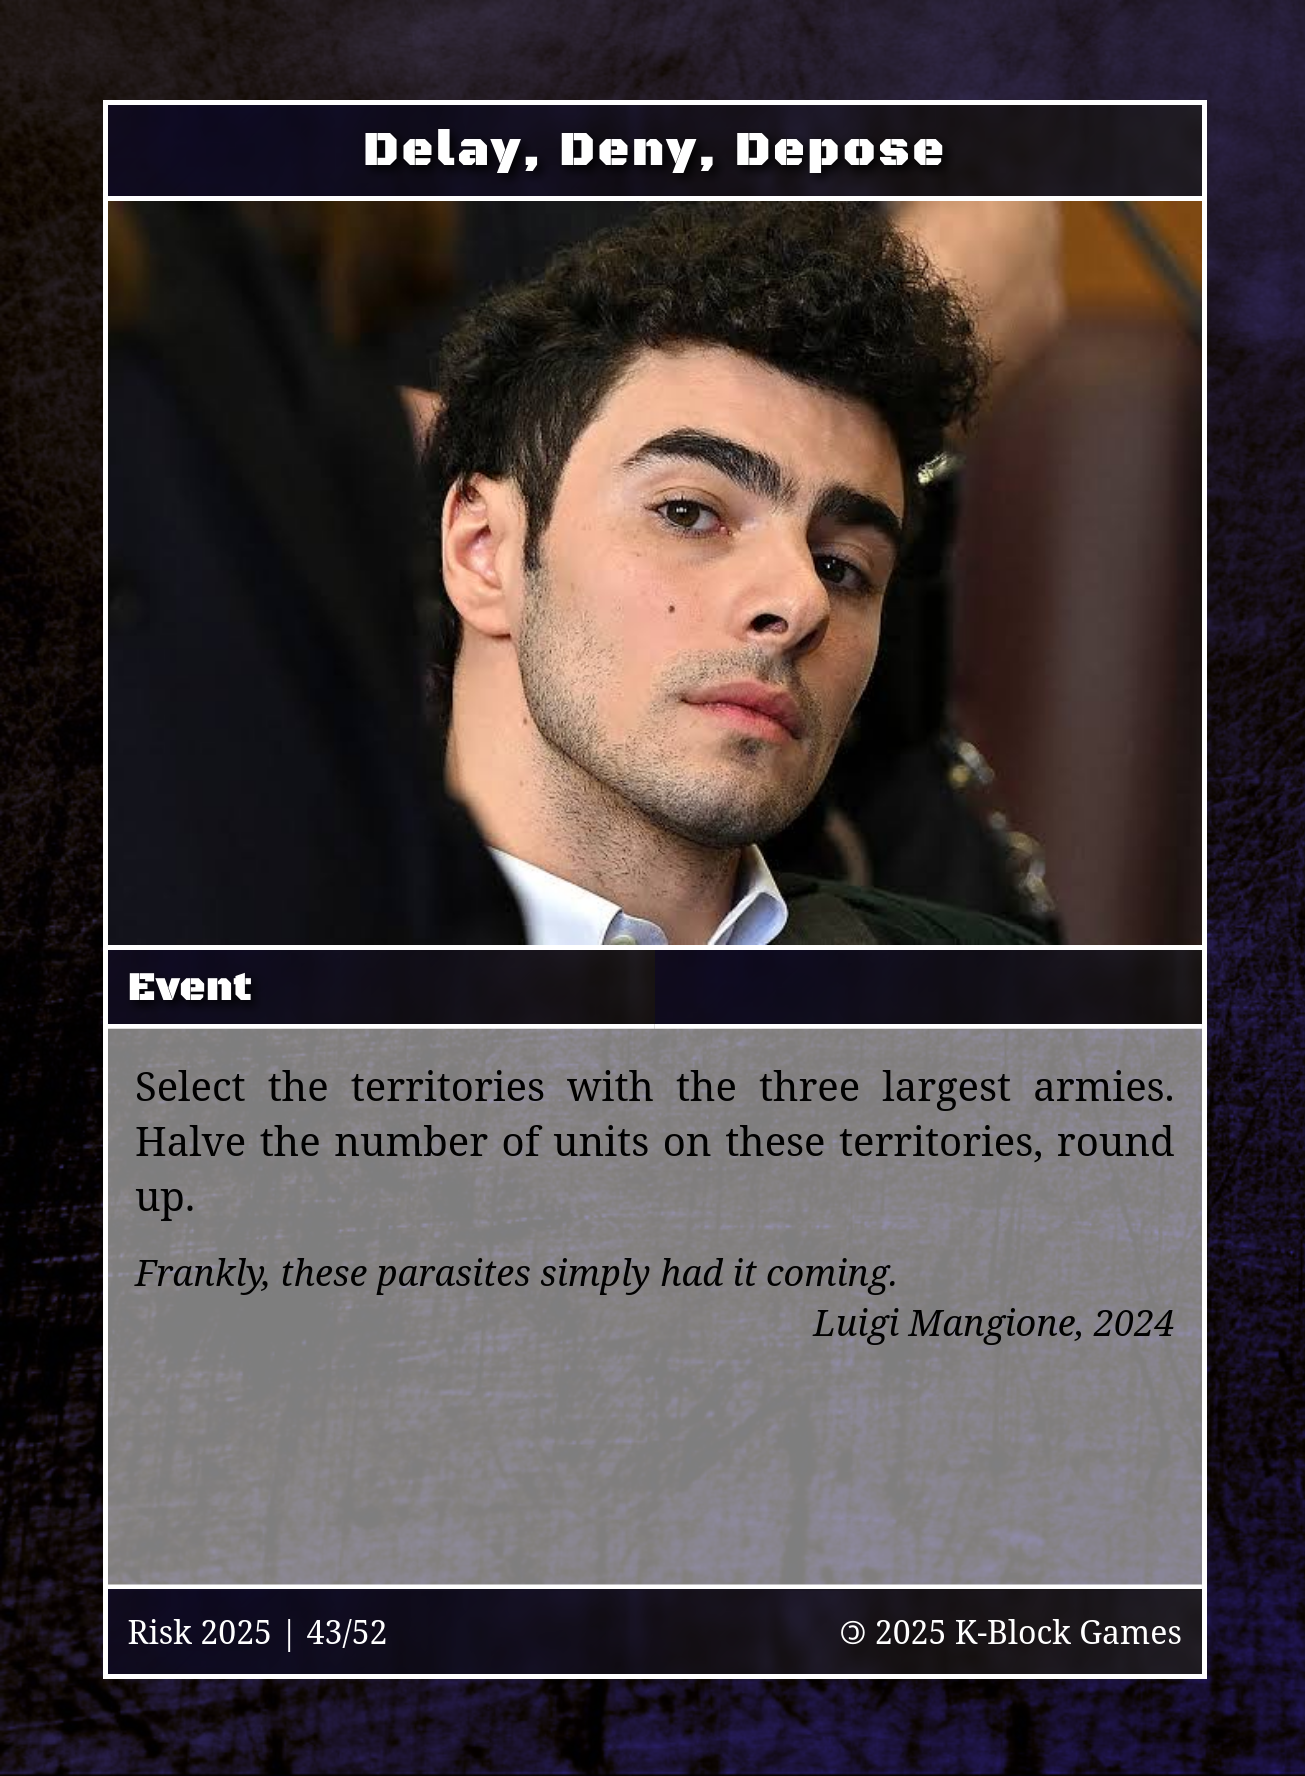 Delay, Deny, Depose
Event
Select the territories with the three largest armies.
Halve the number of units on these territories, round
up.
Frankly, these parasites simply had it coming.
Luigi Mangione, 2024
Risk 2025 | 43/52
🄯 2025 K-Block Games